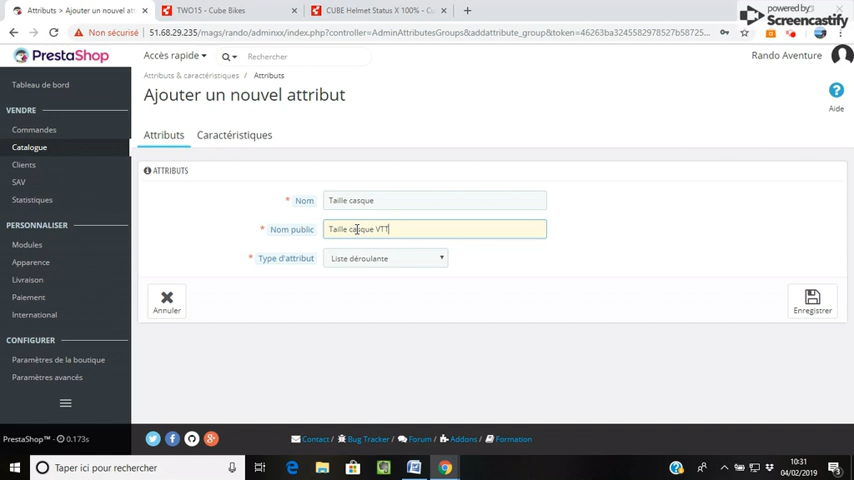 Attributs > Ajouter un nouvel at
TWO15 - Cube Bikes
CUBE Helmet Status X 100% - Cu
powered by
Screencastify
Non sécurisé
51.68.29.235/mags/rando/adminxx/index.php?controller=AdminAttributesGroups&addattribute_group&token=46263ba3245582978527d52c90687c...
PrestaShop
Accès rapide
Rechercher
Rando Aventure
Tableau de bord
VENDRE
Commandes
Catalogue
Clients
SAV
Statistiques
PERSONNALISER
Modules
Apparence
Livraison
Paiement
International
CONFIGURER
Paramètres de la boutique
Paramètres avancés
Attributs & caractéristiques / Attributs
Ajouter un nouvel attribut
Aide
Attributs
Caractéristiques
ATTRIBUTS
* Nom
Taille casque
* Nom public
Taille casque VTT
* Type d'attribut
Liste déroulante
Annuler
Enregistrer
PrestaShop™ - 0.173s
Contact / Bug Tracker / Forum / Addons / Formation
Taper ici pour rechercher
10:31
04/02/2019
3